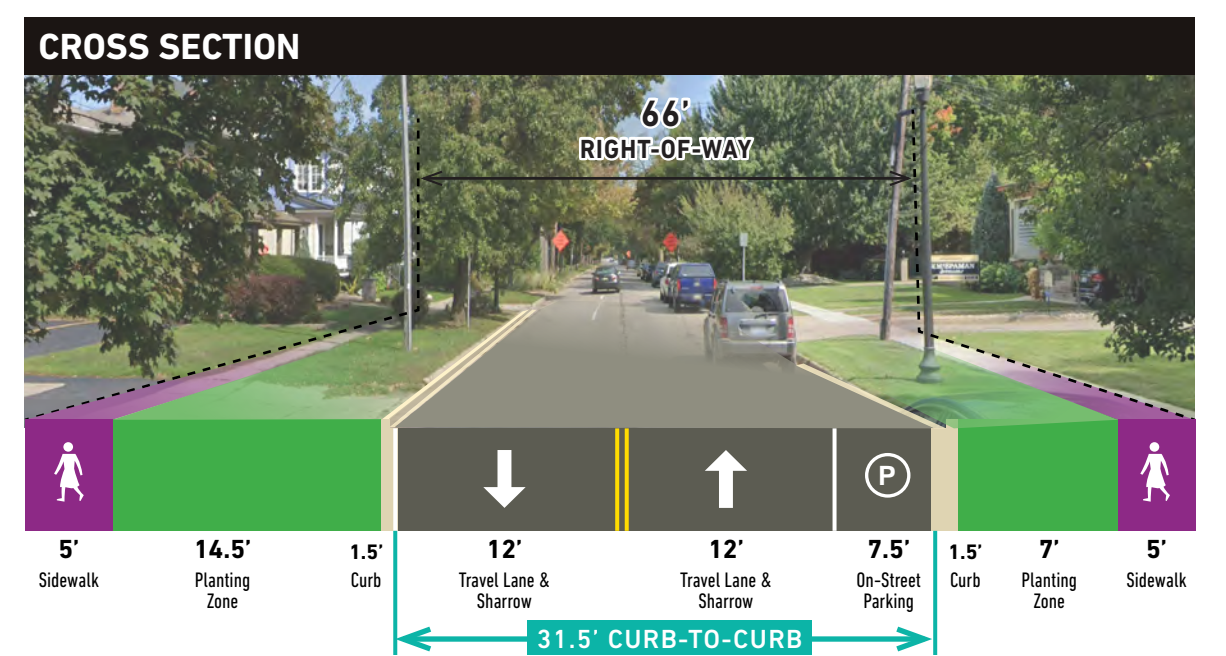 CROSS SECTION
66’
RIGHT-OF-WAY
P
5’
Sidewalk
14.5’
Planting
Zone
1.5’
Curb
12’
Travel Lane &
Sharrow
12’
Travel Lane &
Sharrow
7.5’
On-Street
Parking
1.5’
Curb
7’
Planting
Zone
5’
Sidewalk
31.5’ CURB-TO-CURB